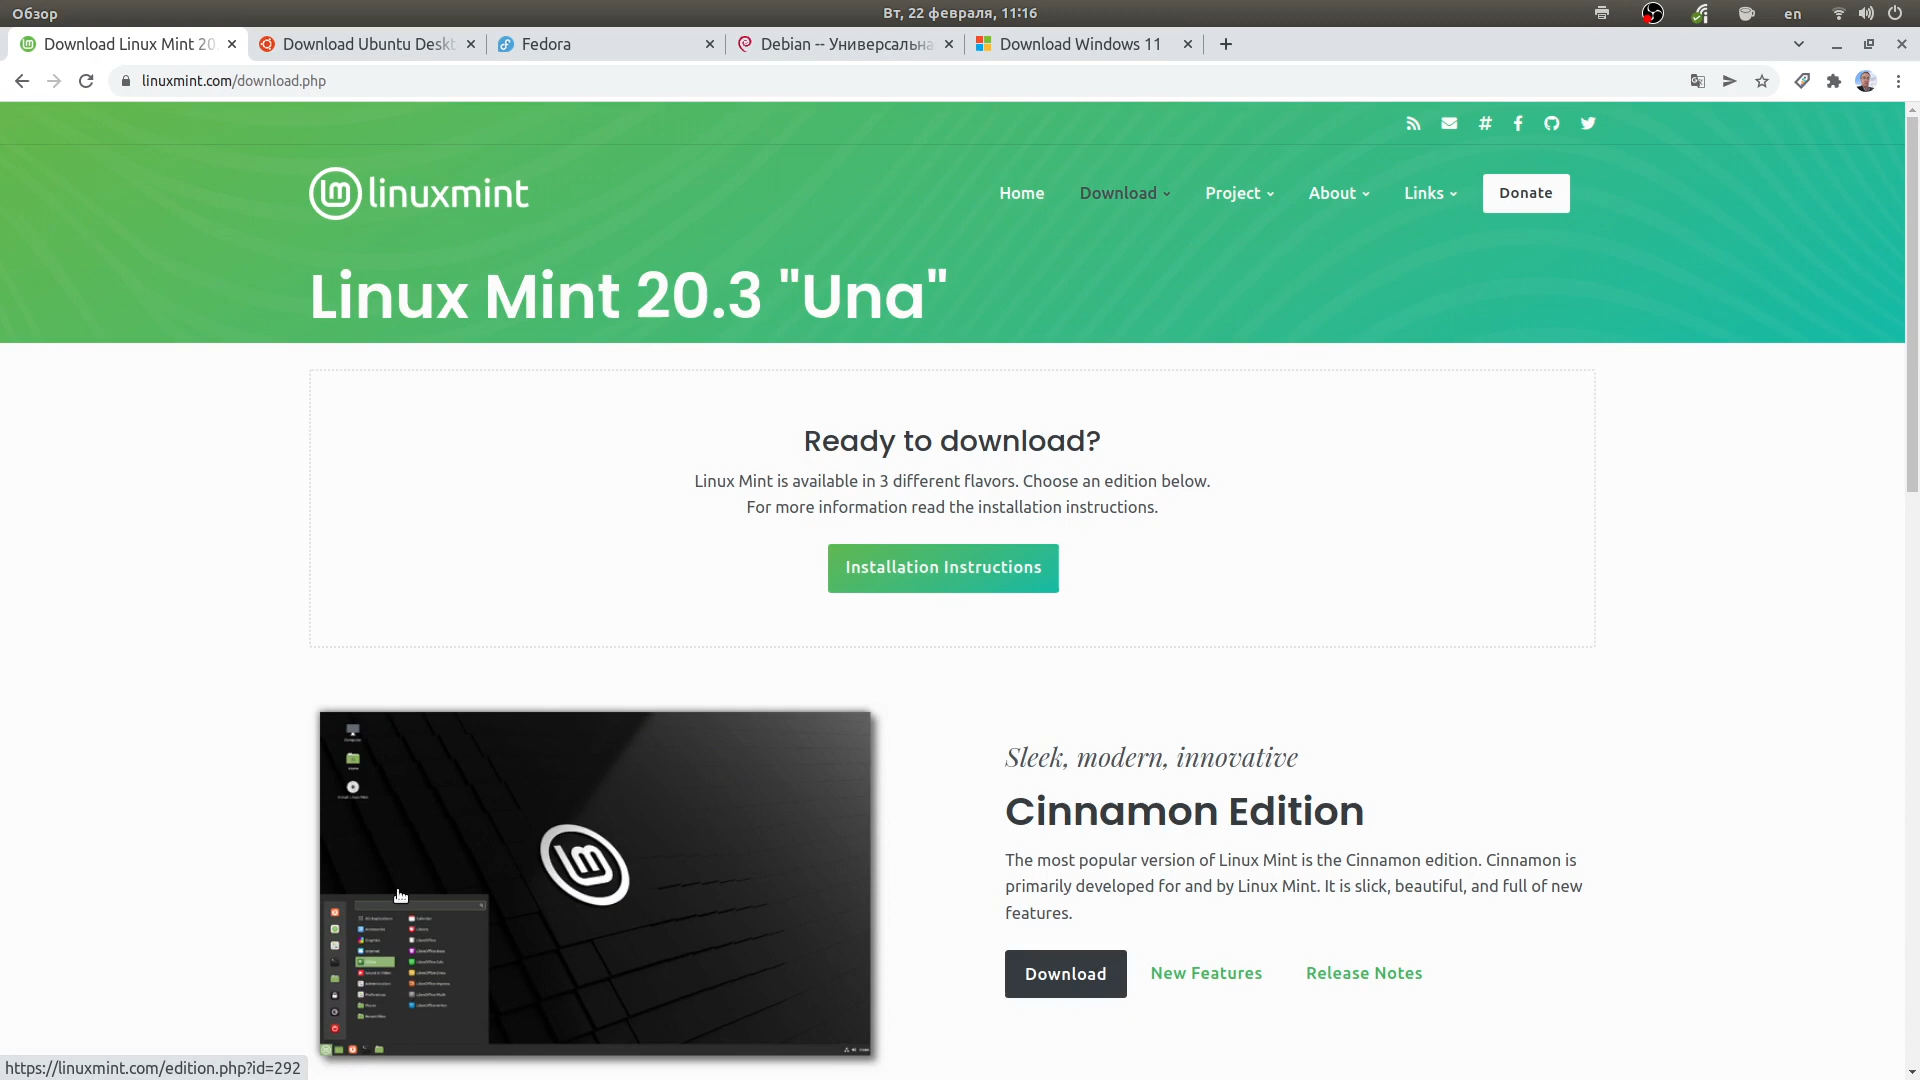 Обзор
Вт, 22 февраля, 11:16
en
Download Linux Mint 20
Download Ubuntu Deskt
Fedora
Debian -- Универсальна
Download Windows 11
linuxmint.com/download.php
linuxmint
Home
Download
Project
About
Links
Donate
Linux Mint 20.3 "Una"
Ready to download?
Linux Mint is available in 3 different flavors. Choose an edition below.
For more information read the installation instructions.
Installation Instructions
Sleek, modern, innovative
Cinnamon Edition
The most popular version of Linux Mint is the Cinnamon edition. Cinnamon is
primarily developed for and by Linux Mint. It is slick, beautiful, and full of new
features.
Download
New Features
Release Notes
https://linuxmint.com/edition.php?id=292